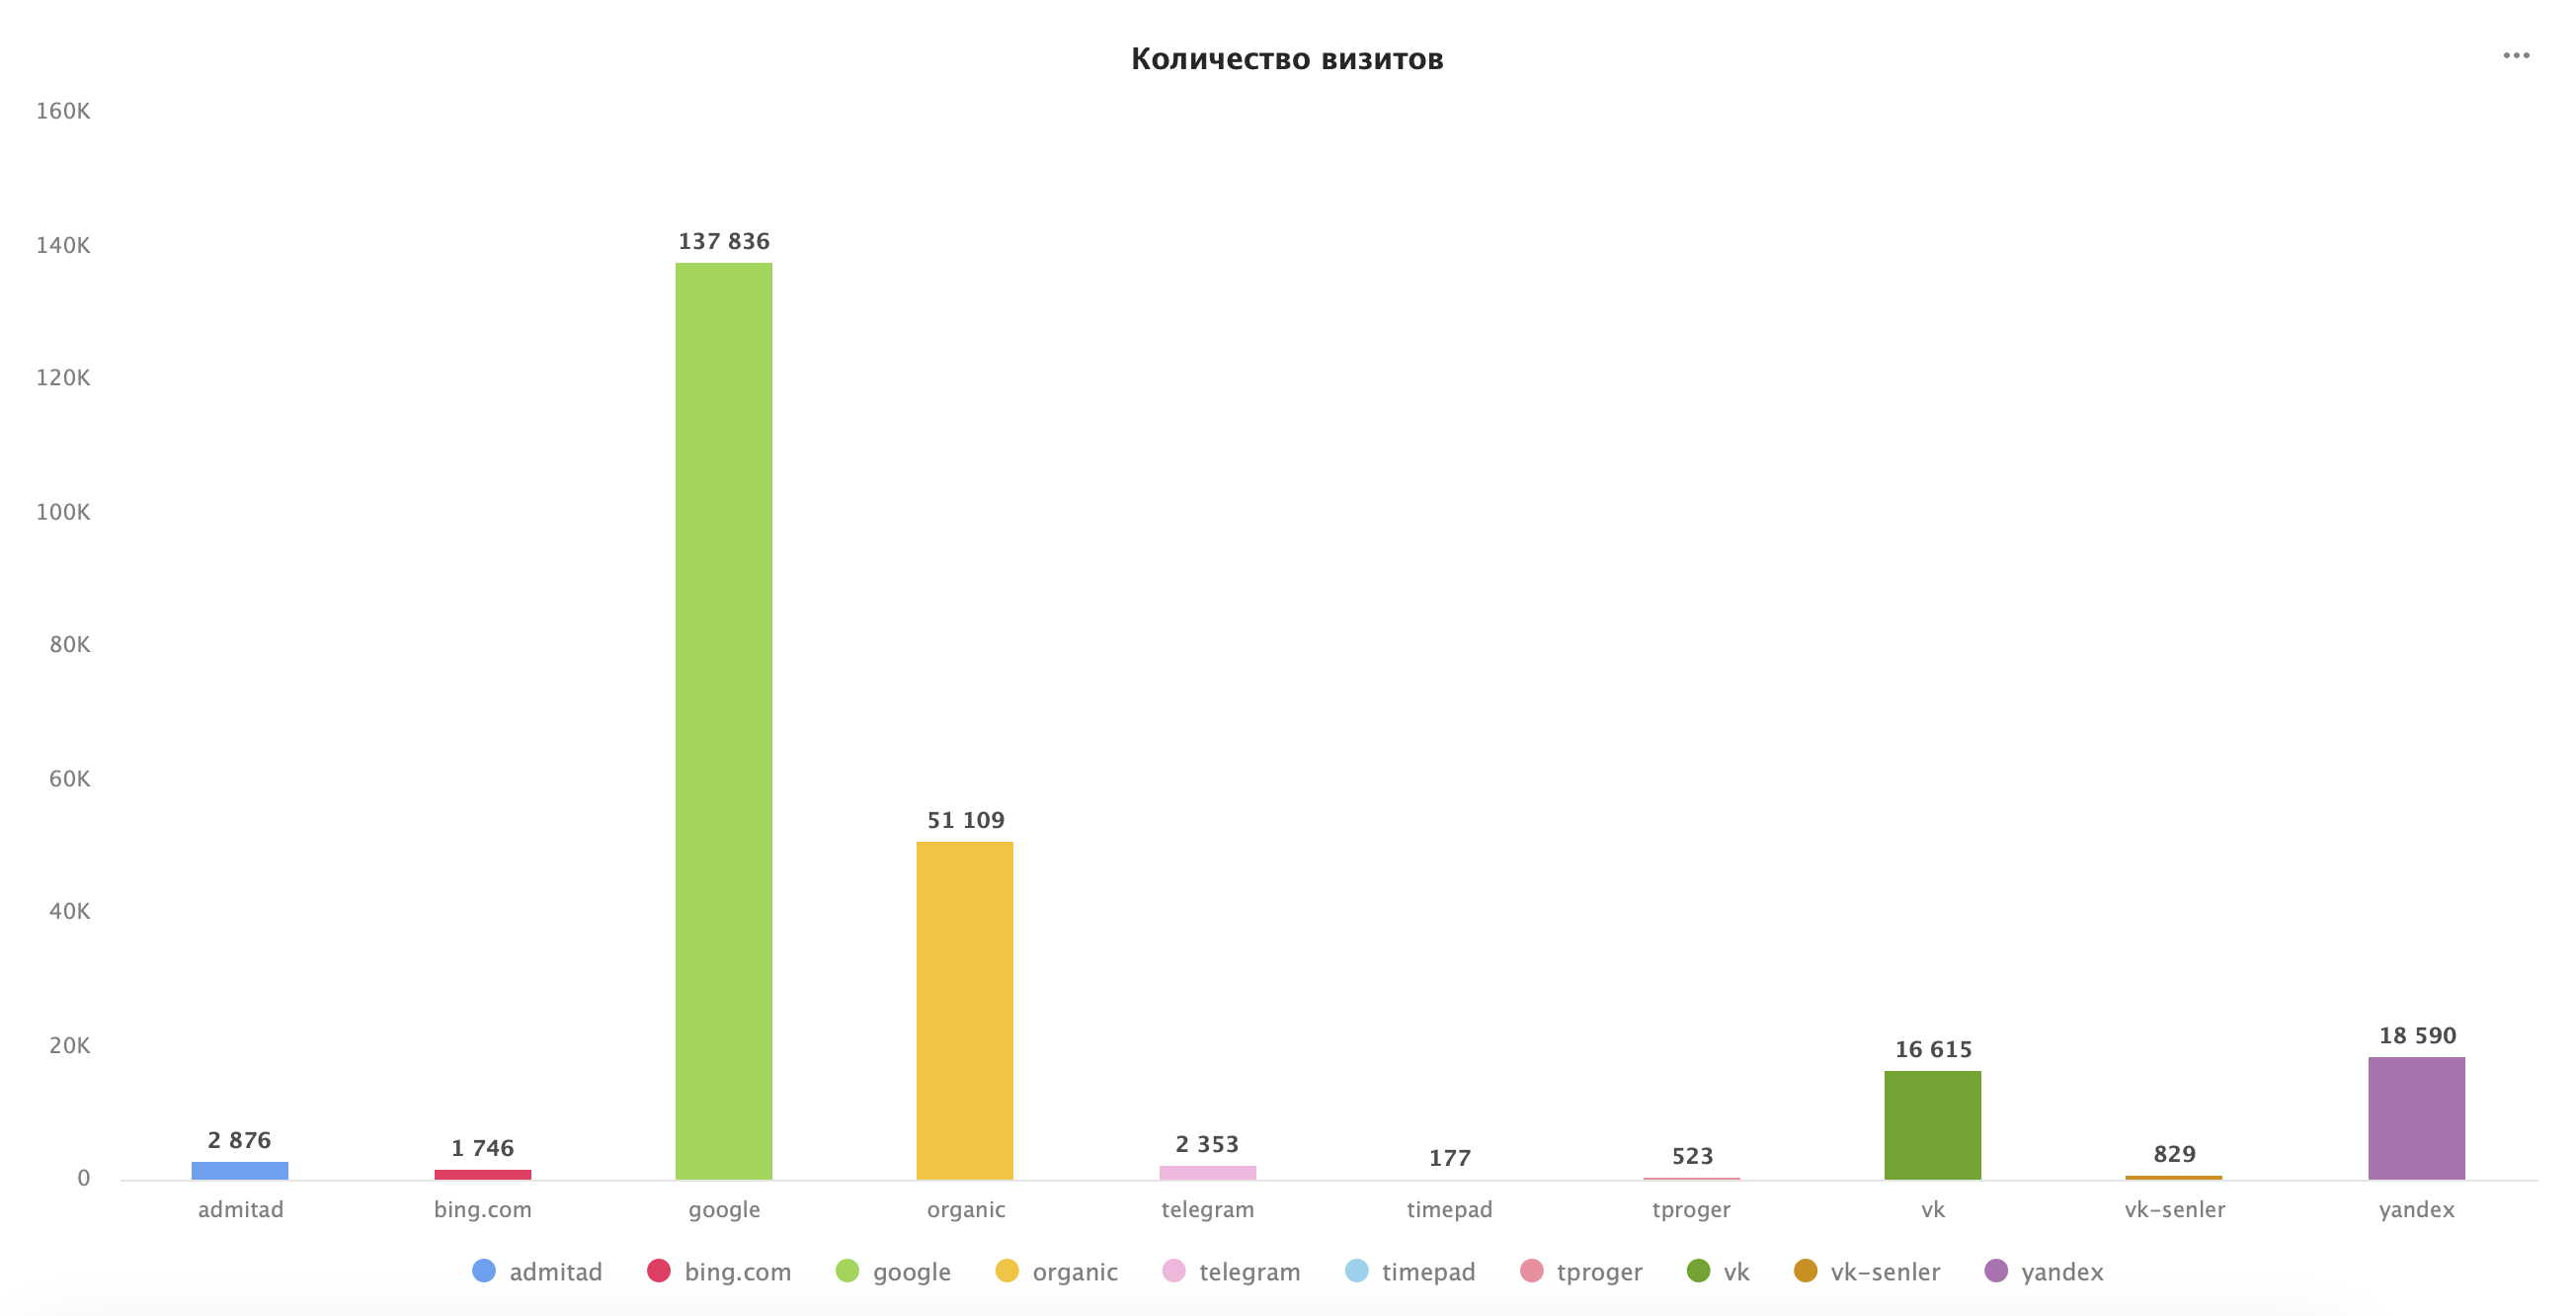 Количество визитов
160K
140K
120K
100K
80K
60K
40K
20K
0
2 876
1 746
137 836
51 109
2 353
177
523
16 615
829
18 590
admitad bing.com google organic telegram timepad tproger vk vk-senler yandex
admitad bing.com google organic telegram timepad tproger vk vk-senler yandex